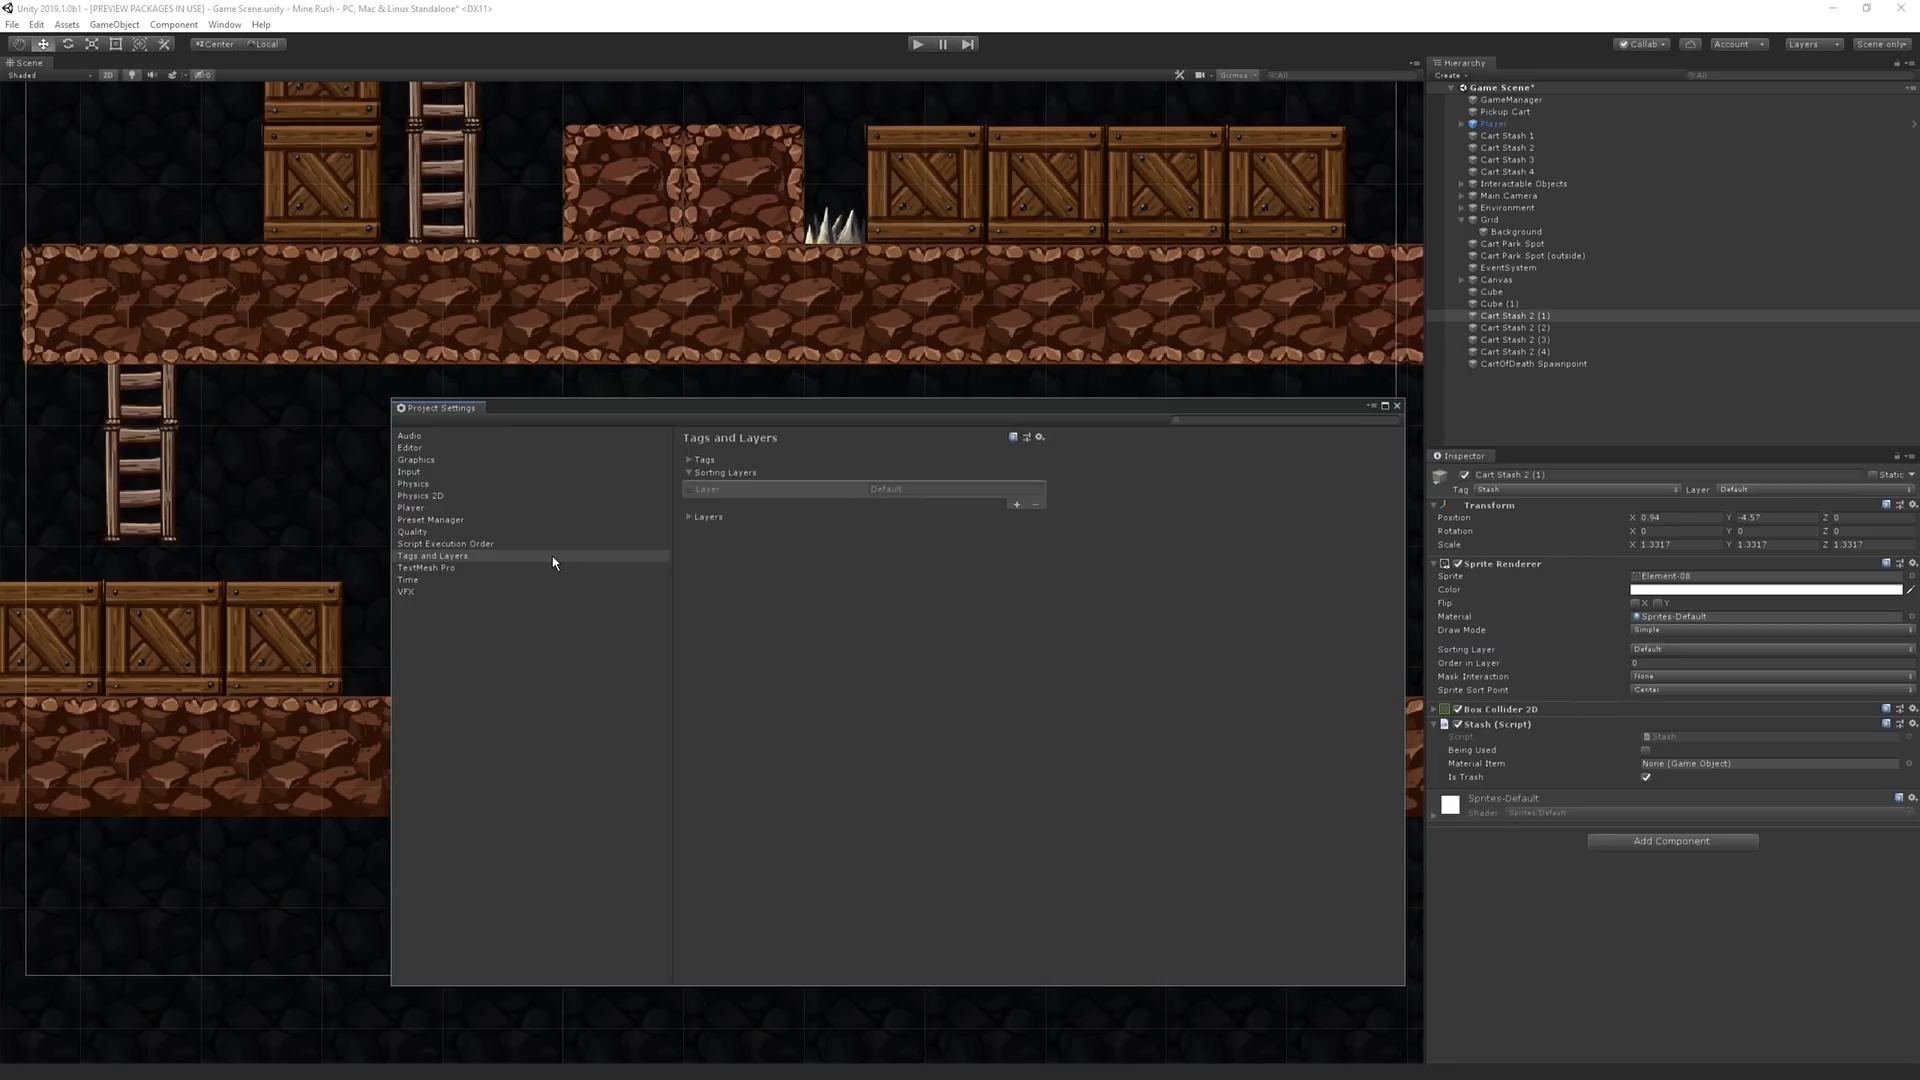 Unity 2019.1.0b1 - [PREVIEW PACKAGES IN USE] - Game Scene.unity - Mine Rush - PC, Mac & Linux Standalone* <DX11>
File Edit Assets GameObject Component Window Help
Center Local
Collab Account Layers Scene only
Scene
Shaded 2D 0 Gizmos All
Hierarchy
Create All
Game Scene*
GameManager
Pickup Cart
Player
Cart Stash 1
Cart Stash 2
Cart Stash 3
Cart Stash 4
Interactable Objects
Main Camera
Environment
Grid
Background
Cart Park Spot
Cart Park Spot (outside)
EventSystem
Canvas
Cube
Cube (1)
Cart Stash 2 (1)
Cart Stash 2 (2)
Cart Stash 2 (3)
Cart Stash 2 (4)
CartOfDeath Spawnpoint
Project Settings
Audio
Editor
Graphics
Input
Physics
Physics 2D
Player
Preset Manager
Quality
Script Execution Order
Tags and Layers
TextMesh Pro
Time
VFX
Tags and Layers
Tags
Sorting Layers
Layer Default
Layers
Inspector
Cart Stash 2 (1) Static
Tag Stash Layer Default
Transform
Position X 0.94 Y -4.57 Z 0
Rotation X 0 Y 0 Z 0
Scale X 1.3317 Y 1.3317 Z 1.3317
Sprite Renderer
Sprite Element-08
Color
Flip X Y
Material Sprites-Default
Draw Mode Simple
Sorting Layer Default
Order in Layer 0
Mask Interaction None
Sprite Sort Point Center
Box Collider 2D
Stash (Script)
Script Stash
Being Used
Material Item None (Game Object)
Is Trash
Sprites-Default
Shader Sprites/Default
Add Component